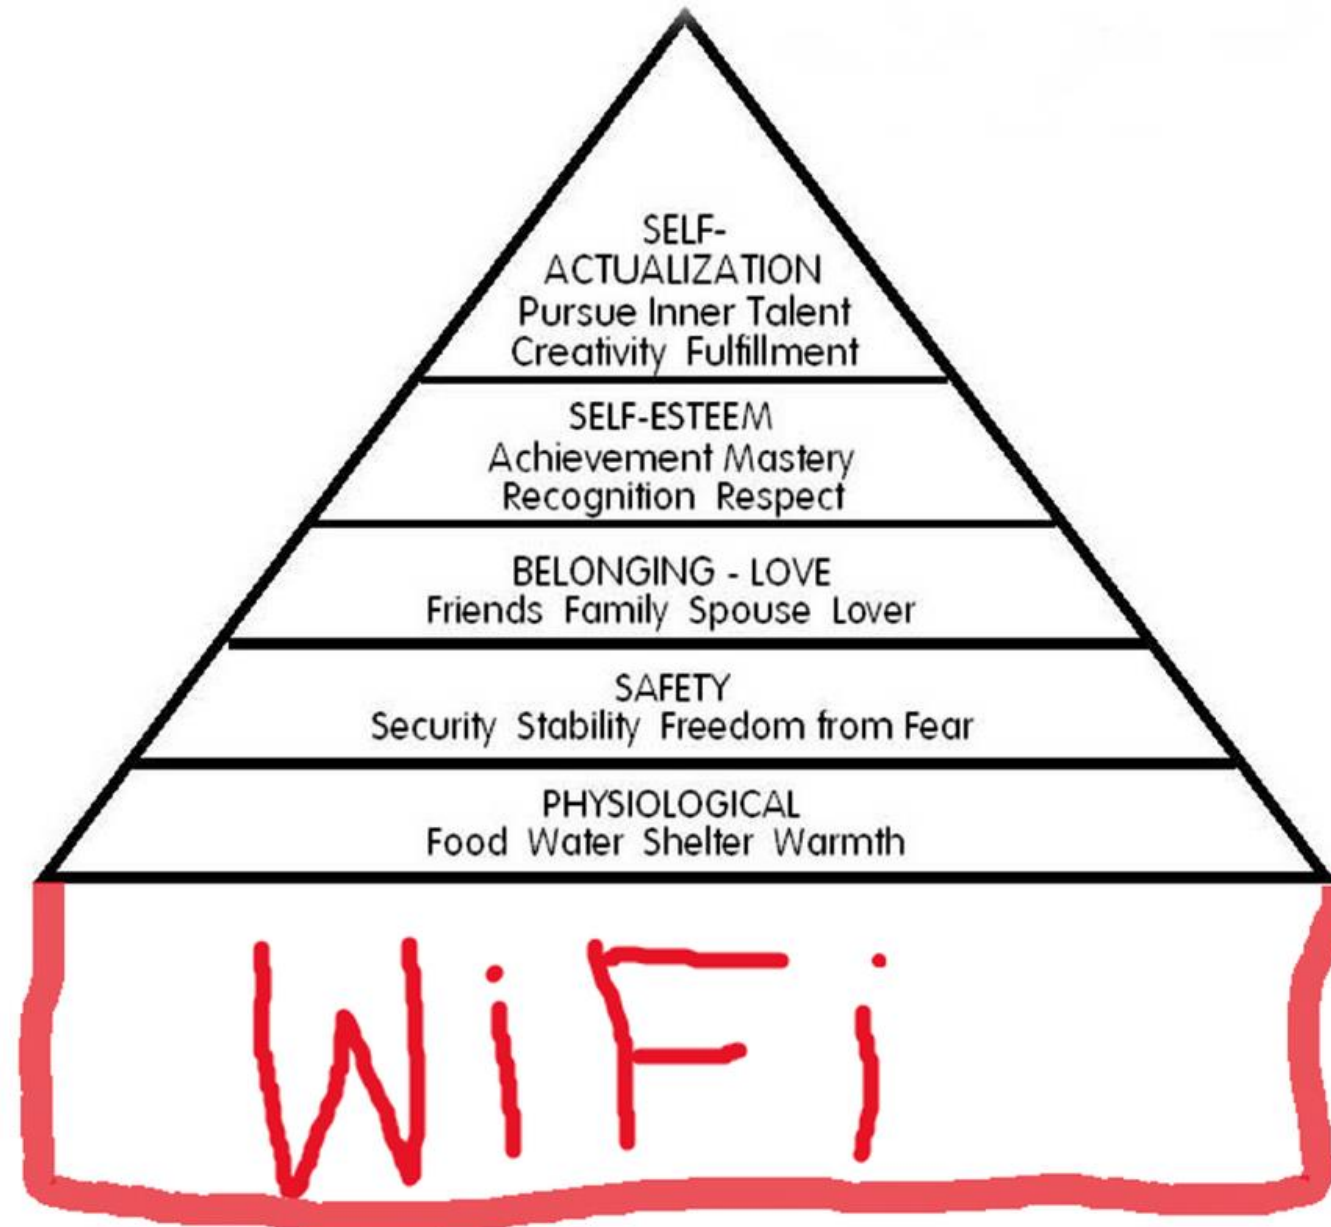 SELF-
ACTUALIZATION
Pursue Inner Talent
Creativity Fulfillment
SELF-ESTEEM
Achievement Mastery
Recognition Respect
BELONGING - LOVE
Friends Family Spouse Lover
SAFETY
Security Stability Freedom from Fear
PHYSIOLOGICAL
Food Water Shelter Warmth
WiFi